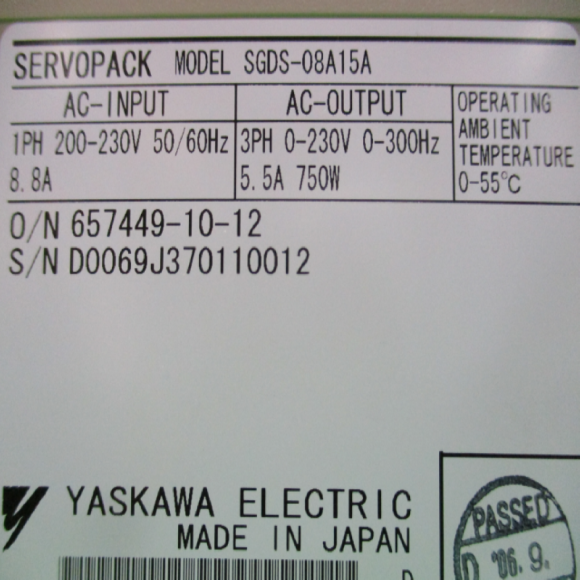 SERVOPACK MODEL SGDS-08A15A
AC-INPUT
1PH 200-230V 50/60Hz
8.8A
AC-OUTPUT
3PH 0-230V 0-300Hz
5.5A 750W
OPERATING
AMBIENT
TEMPERATURE
0-55°C
O/N 657449-10-12
S/N D0069J370110012
YASKAWA ELECTRIC
MADE IN JAPAN
PASSED
D '06.9.
D